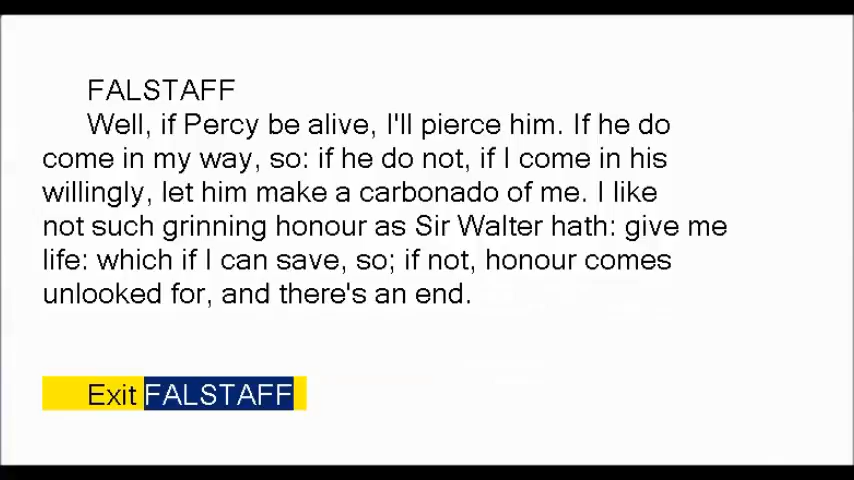 FALSTAFF
Well, if Percy be alive, I'll pierce him. If he do
come in my way, so: if he do not, if I come in his
willingly, let him make a carbonado of me. I like
not such grinning honour as Sir Walter hath: give me
life: which if I can save, so; if not, honour comes
unlooked for, and there's an end.
Exit FALSTAFF